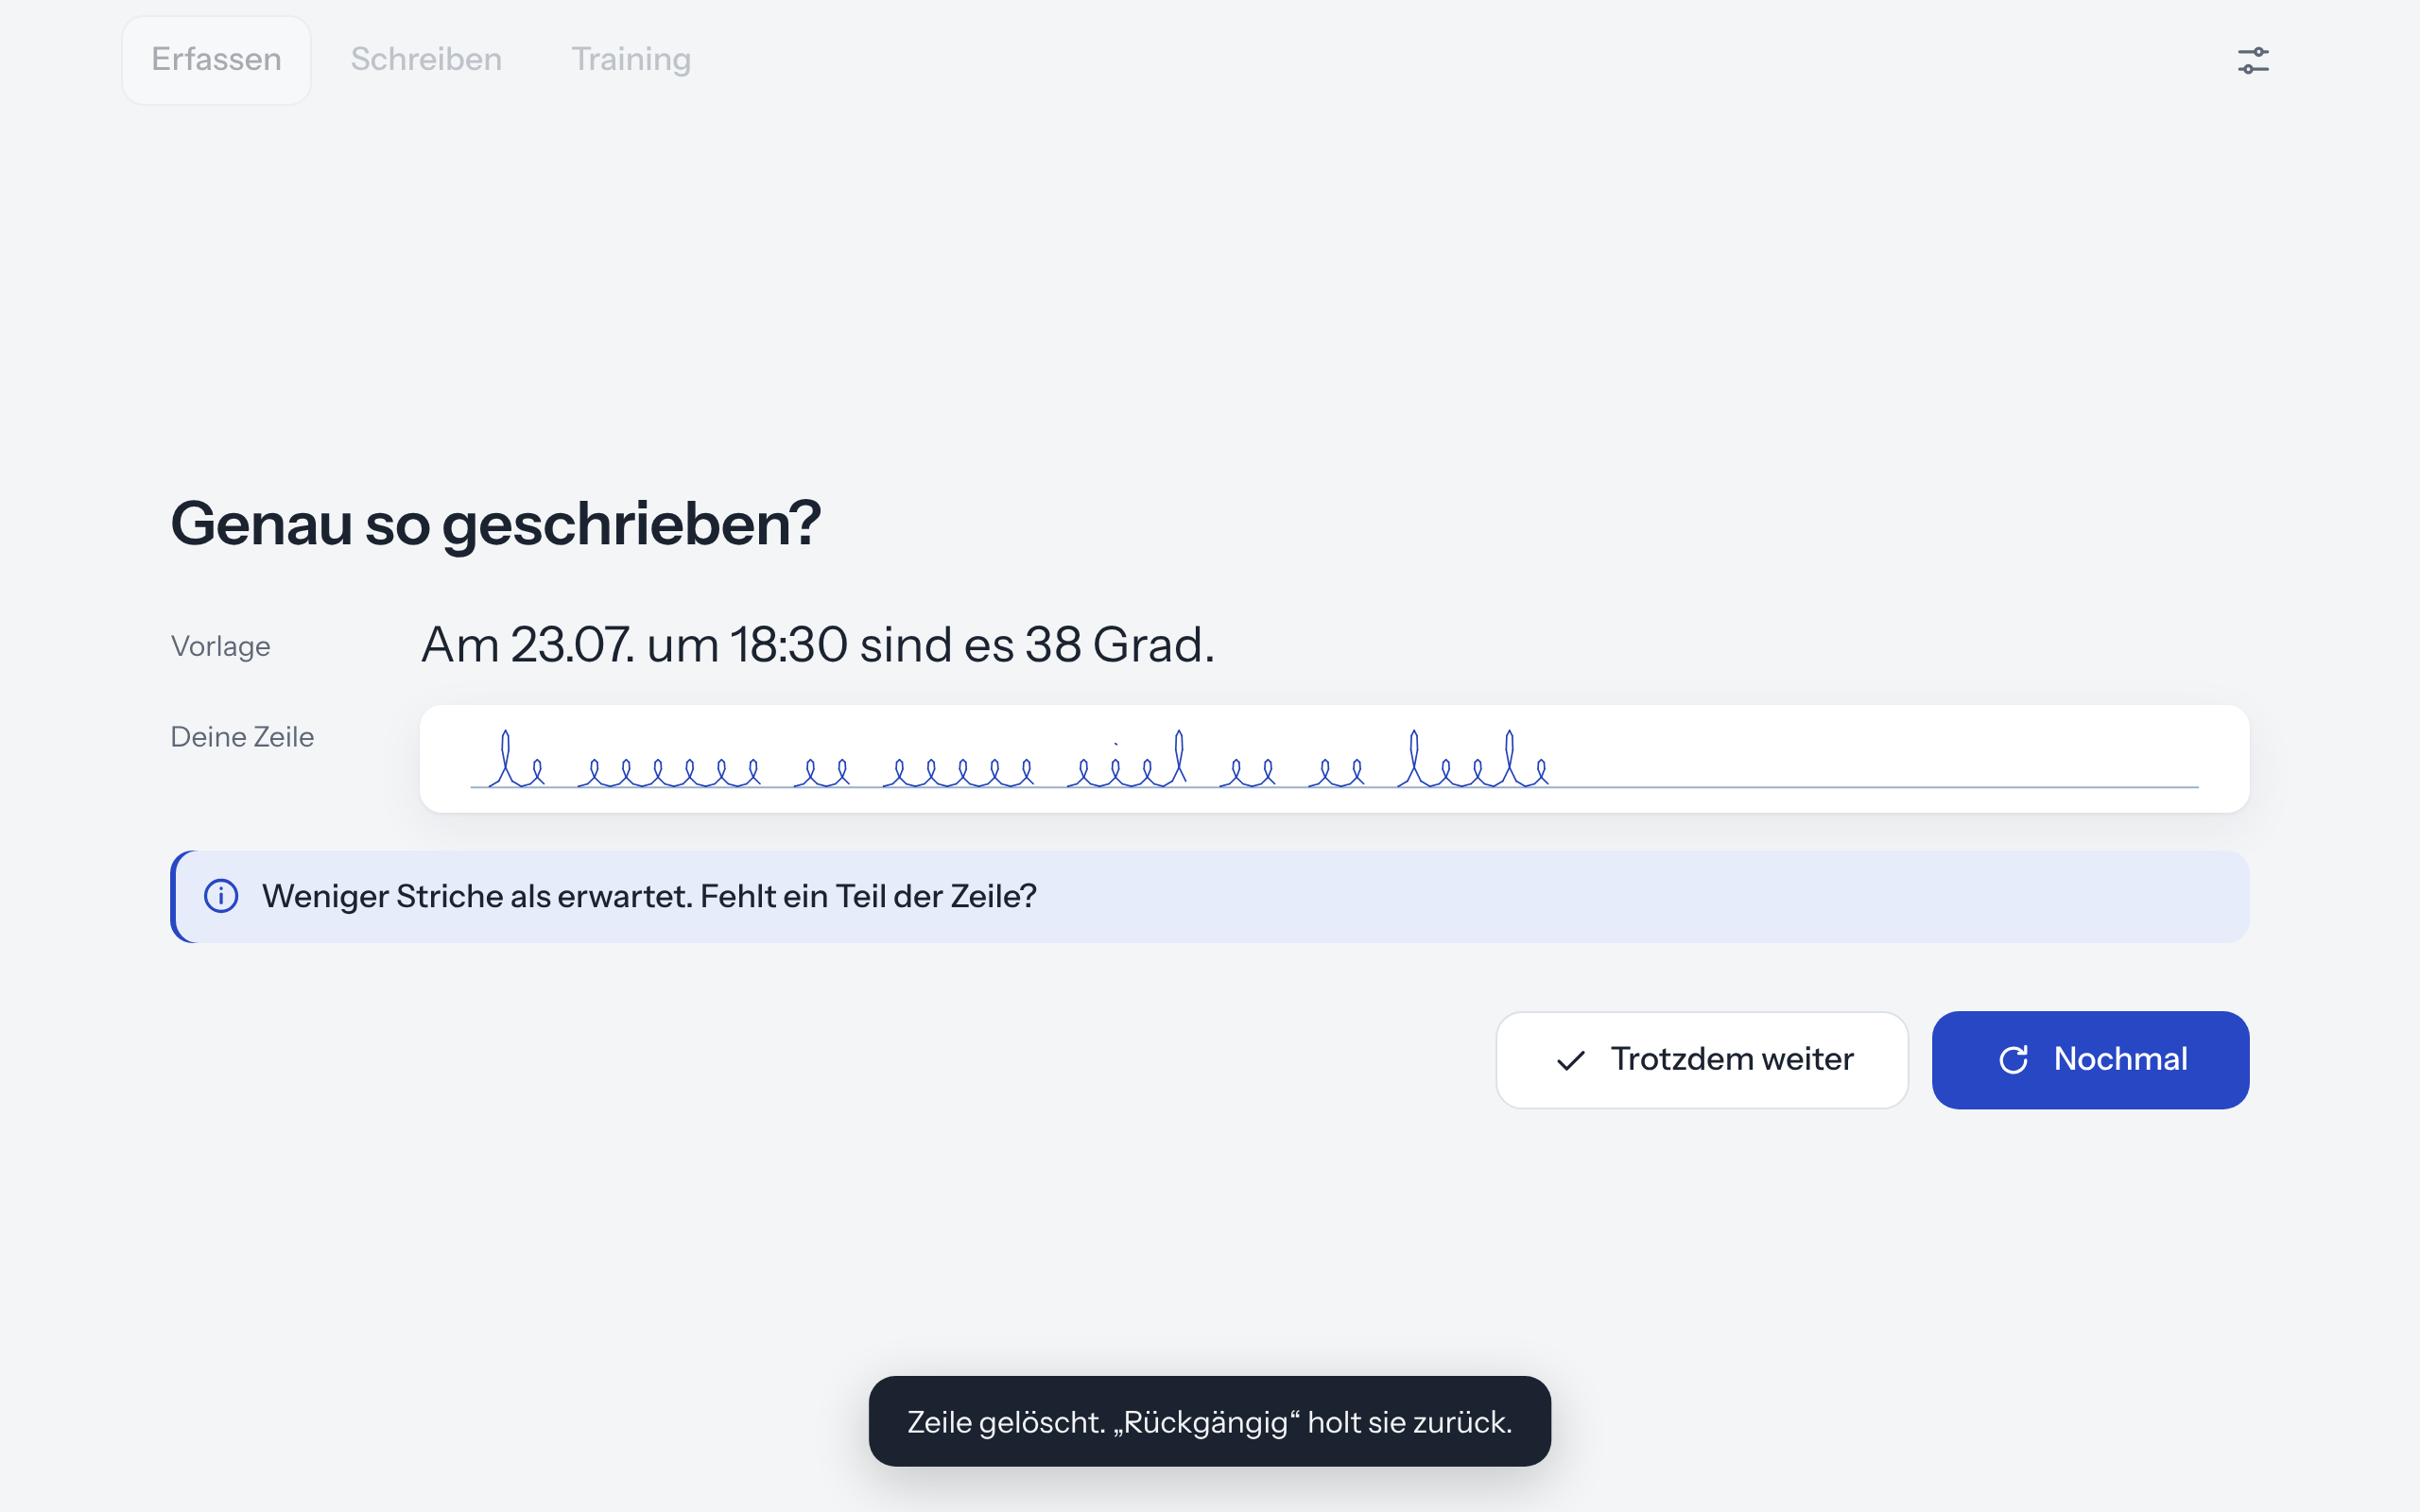 Erfassen Schreiben Training
Genau so geschrieben?
Vorlage Am 23.07. um 18:30 sind es 38 Grad.
Deine Zeile
Weniger Striche als erwartet. Fehlt ein Teil der Zeile?
Trotzdem weiter Nochmal
Zeile gelöscht. „Rückgängig“ holt sie zurück.